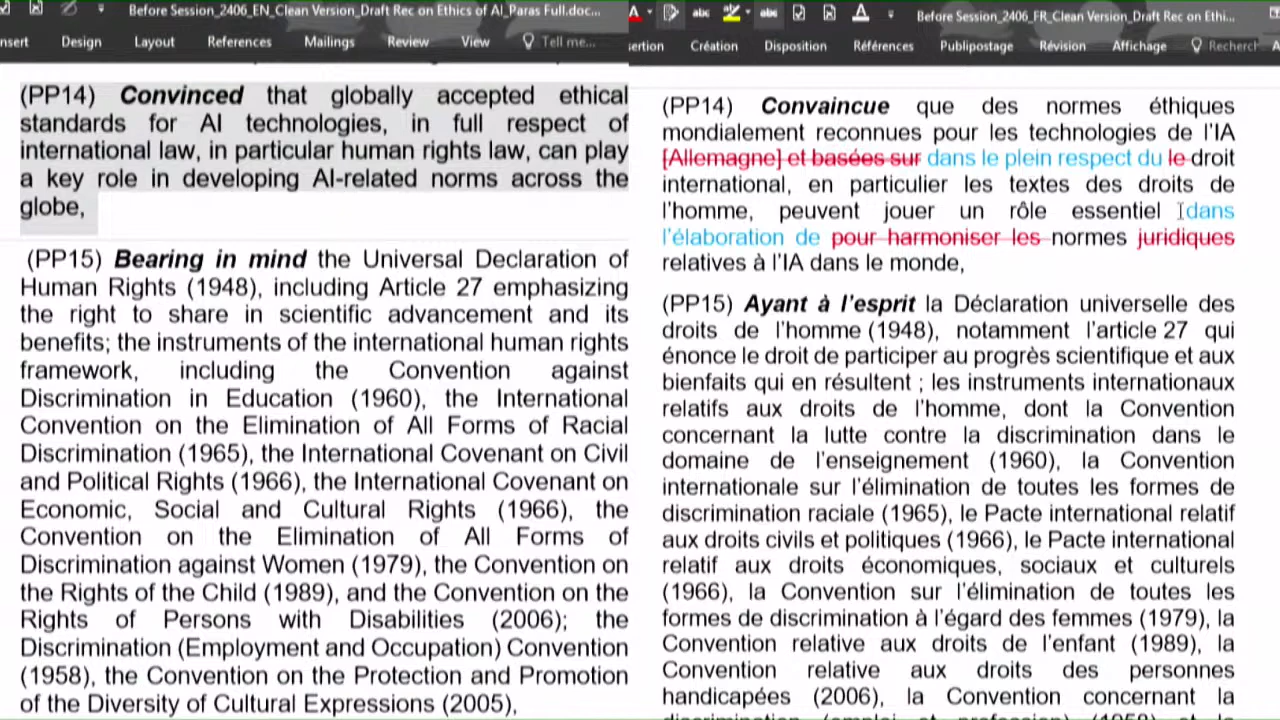 Before Session_2406_EN_Clean Version_Draft Rec on Ethics of AI_Paras Full.doc...
Design Layout References Mailings Review View Tell me...
(PP14) Convinced that globally accepted ethical
standards for AI technologies, in full respect of
international law, in particular human rights law, can play
a key role in developing AI-related norms across the
globe,
(PP15) Bearing in mind the Universal Declaration of
Human Rights (1948), including Article 27 emphasizing
the right to share in scientific advancement and its
benefits; the instruments of the international human rights
framework, including the Convention against
Discrimination in Education (1960), the International
Convention on the Elimination of All Forms of Racial
Discrimination (1965), the International Covenant on Civil
and Political Rights (1966), the International Covenant on
Economic, Social and Cultural Rights (1966), the
Convention on the Elimination of All Forms of
Discrimination against Women (1979), the Convention on
the Rights of the Child (1989), and the Convention on the
Rights of Persons with Disabilities (2006); the
Discrimination (Employment and Occupation) Convention
(1958), the Convention on the Protection and Promotion
of the Diversity of Cultural Expressions (2005),
A abc ab abc A
Before Session_2406_FR_Clean Version_Draft Rec on Ethi...
Création Disposition Références Publipostage Révision Affichage
(PP14) Convaincue que des normes éthiques
mondialement reconnues pour les technologies de l'IA
[Allemagne] et basées sur dans le plein respect du le droit
international, en particulier les textes des droits de
l'homme, peuvent jouer un rôle essentiel dans
l'élaboration de pour harmoniser les normes juridiques
relatives à l'IA dans le monde,
(PP15) Ayant à l'esprit la Déclaration universelle des
droits de l'homme (1948), notamment l'article 27 qui
énonce le droit de participer au progrès scientifique et aux
bienfaits qui en résultent ; les instruments internationaux
relatifs aux droits de l'homme, dont la Convention
concernant la lutte contre la discrimination dans le
domaine de l'enseignement (1960), la Convention
internationale sur l'élimination de toutes les formes de
discrimination raciale (1965), le Pacte international relatif
aux droits civils et politiques (1966), le Pacte international
relatif aux droits économiques, sociaux et culturels
(1966), la Convention sur l'élimination de toutes les
formes de discrimination à l'égard des femmes (1979), la
Convention relative aux droits de l'enfant (1989), la
Convention relative aux droits des personnes
handicapées (2006), la Convention concernant la